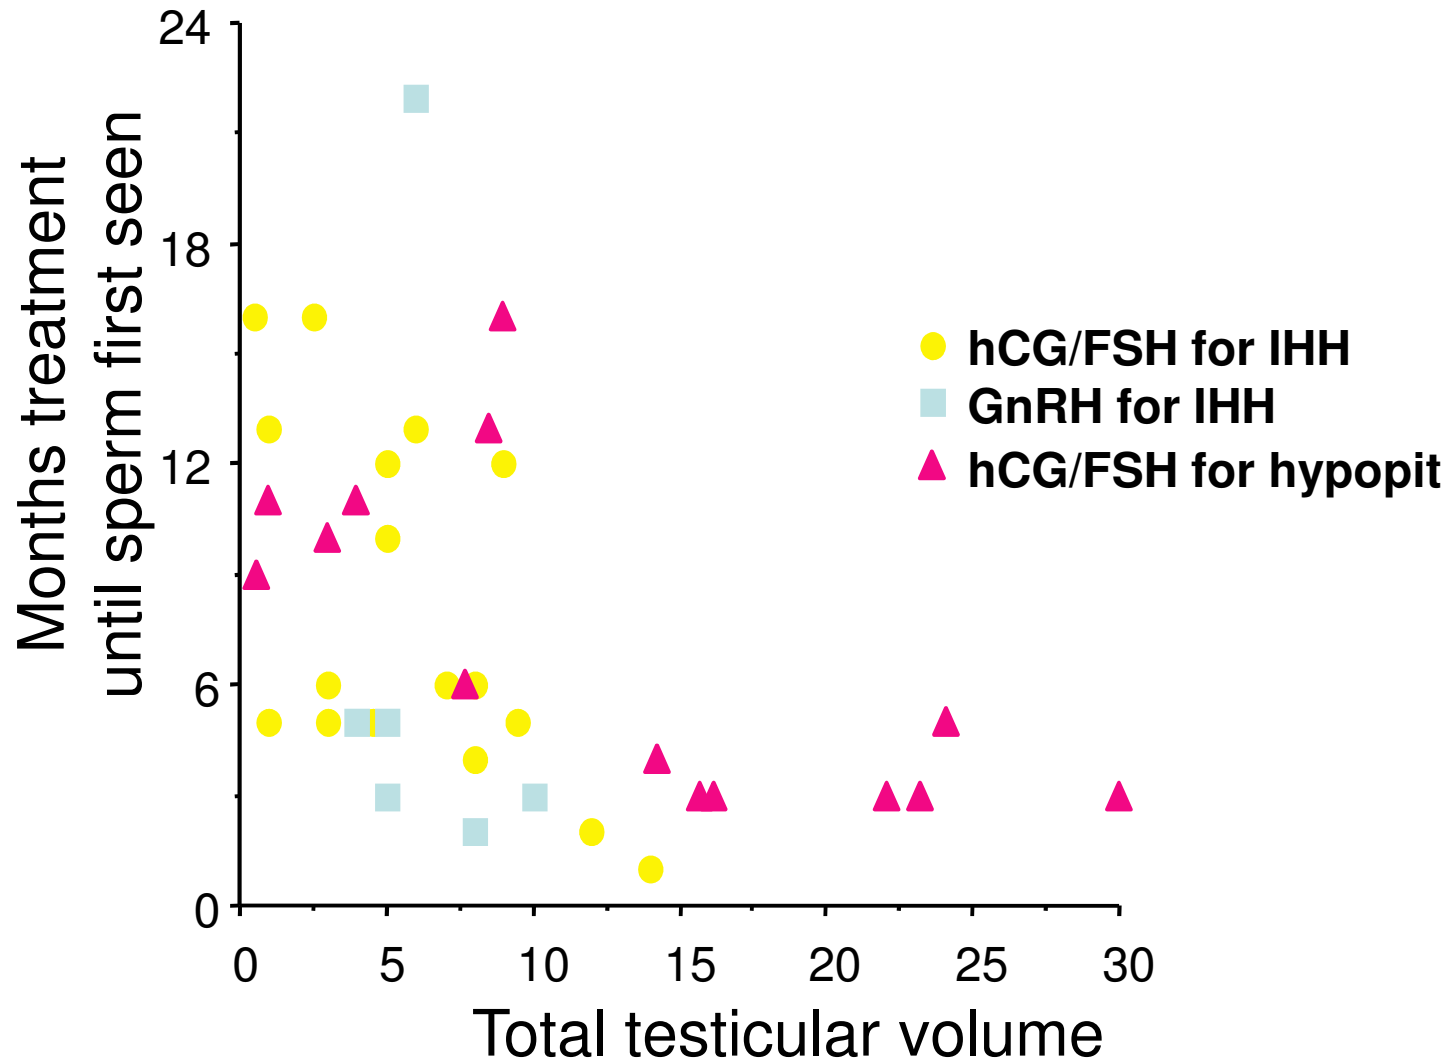 24
18
12
6
0
Months treatment
until sperm first seen
hCG/FSH for IHH
GnRH for IHH
hCG/FSH for hypopit
0 5 10 15 20 25 30
Total testicular volume